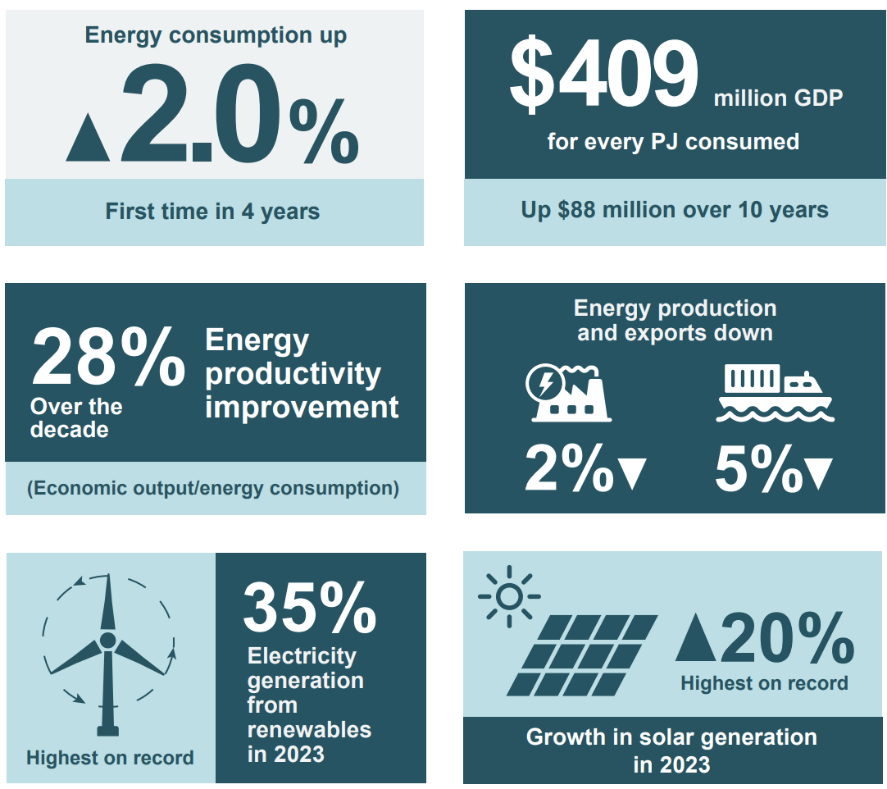 Energy consumption up
▲2.0%
First time in 4 years
$409 million GDP
for every PJ consumed
Up $88 million over 10 years
28%
Over the
decade
Energy
productivity
improvement
(Economic output/energy consumption)
Energy production
and exports down
2%▼
5%▼
Highest on record
35%
Electricity
generation
from
renewables
in 2023
▲20%
Highest on record
Growth in solar generation
in 2023